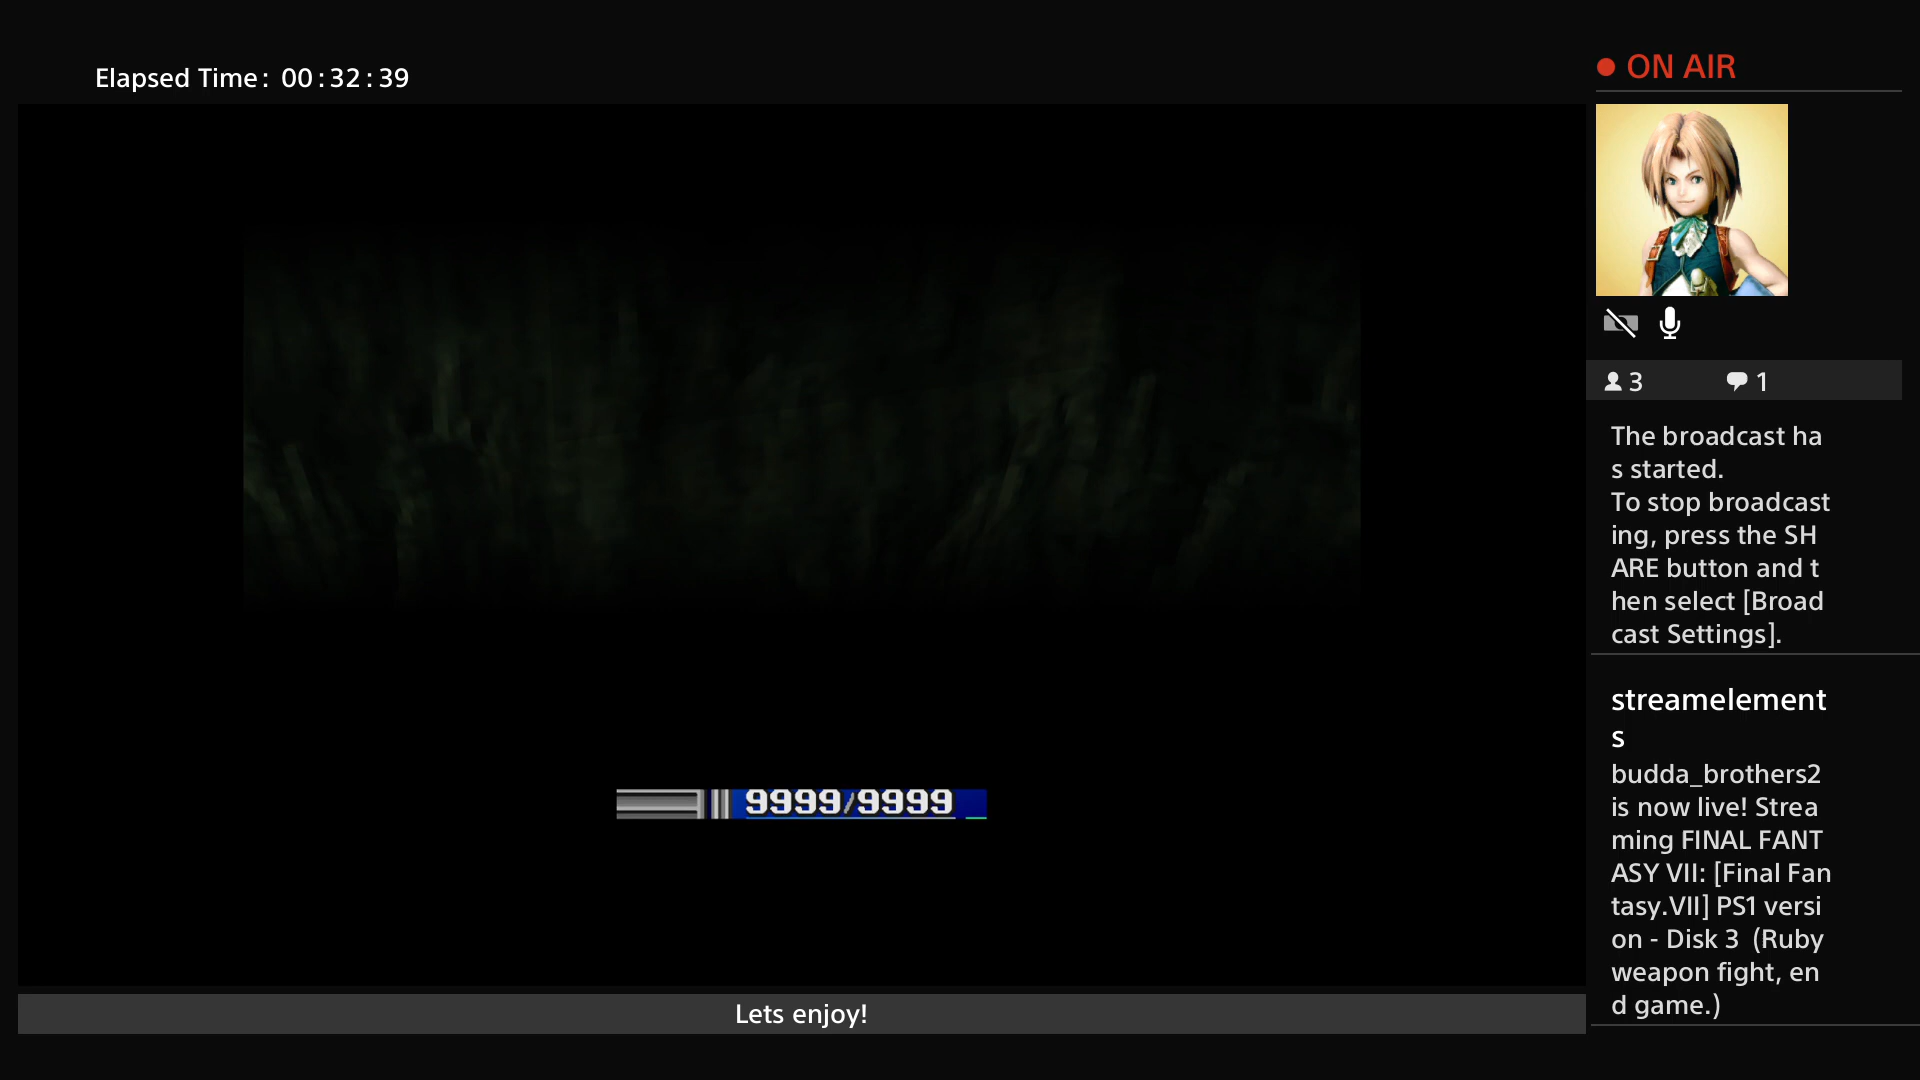 Elapsed Time: 00:32:39
ON AIR
3
1
The broadcast ha
s started.
To stop broadcast
ing, press the SH
ARE button and t
hen select [Broad
cast Settings].
streamelement
s
budda_brothers2
is now live! Strea
ming FINAL FANT
ASY VII: [Final Fan
tasy.VII] PS1 versi
on - Disk 3 (Ruby
weapon fight, en
d game.)
9999/9999
Lets enjoy!